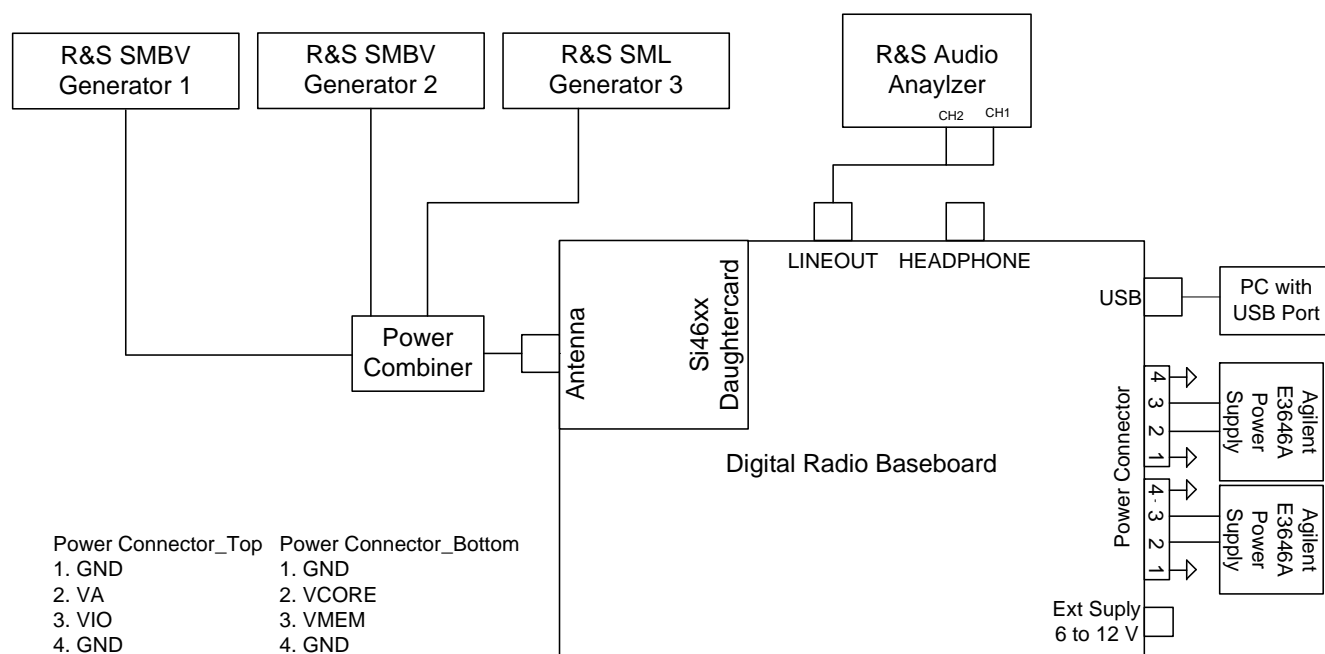 R&S SMBV
Generator 1
R&S SMBV
Generator 2
R&S SML
Generator 3
R&S Audio
Anaylzer
CH2
CH1
LINEOUT
HEADPHONE
USB
PC with
USB Port
Power
Combiner
Antenna
Si46xx
Daughtercard
Digital Radio Baseboard
Power Connector
4
3
2
1
4
3
2
1
Agilent
E3646A
Power
Supply
Agilent
E3646A
Power
Supply
Ext Suply
6 to 12 V
Power Connector_Top
1. GND
2. VA
3. VIO
4. GND
Power Connector_Bottom
1. GND
2. VCORE
3. VMEM
4. GND